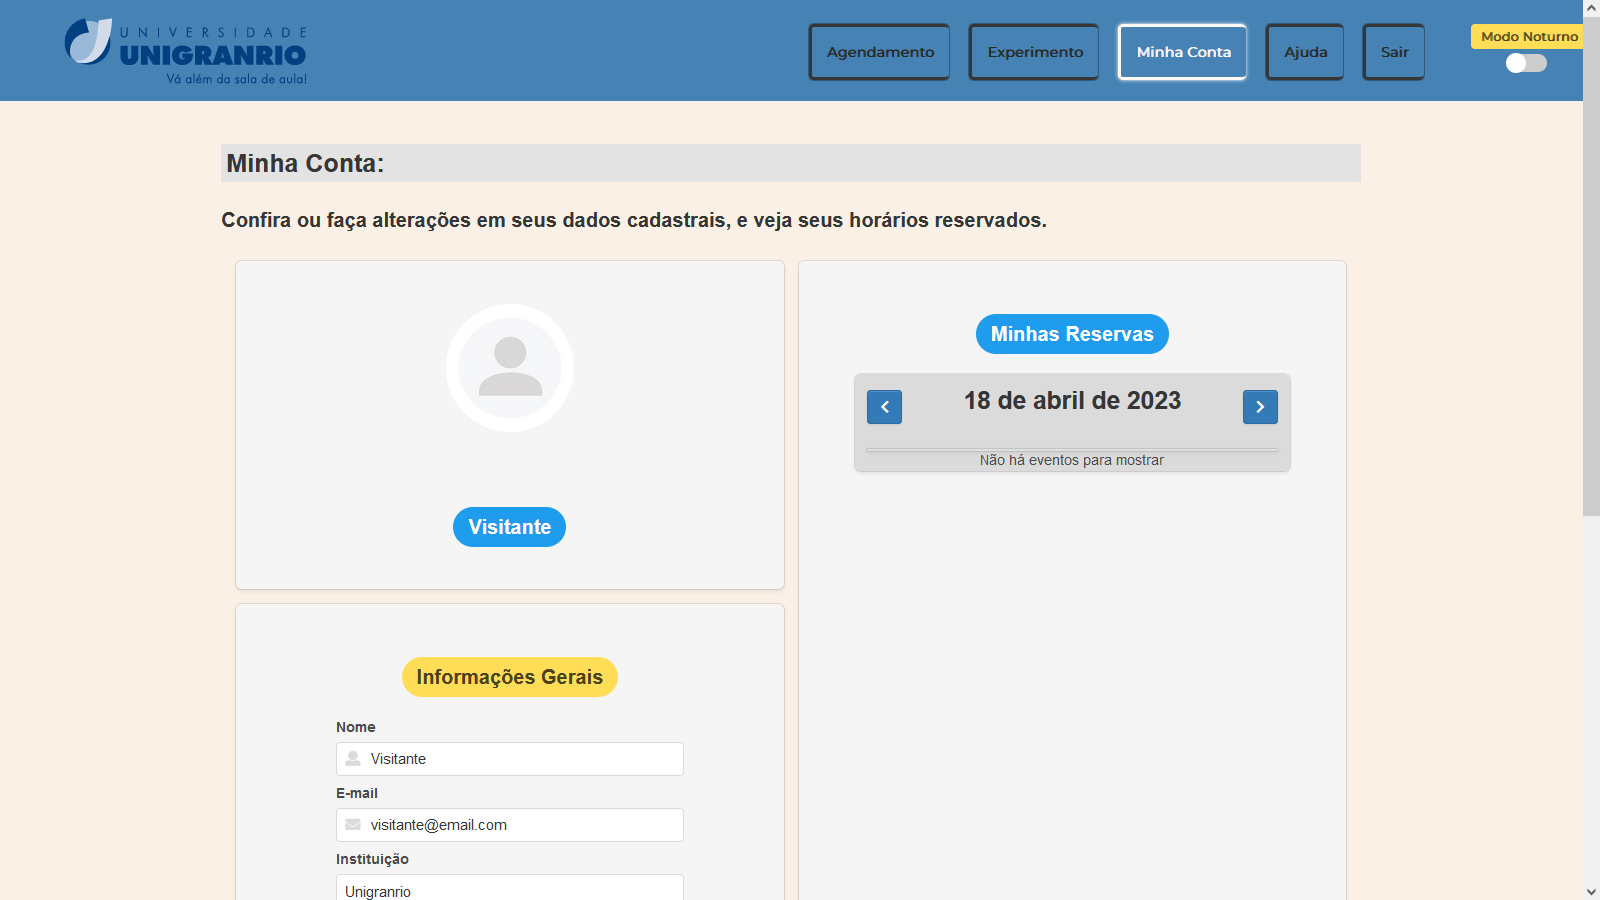 UNIVERSIDADE
UNIGRANRIO
Vá além da sala de aula!
Agendamento
Experimento
Minha Conta
Ajuda
Sair
Modo Noturno
Minha Conta:
Confira ou faça alterações em seus dados cadastrais, e veja seus horários reservados.
Visitante
Minhas Reservas
18 de abril de 2023
Não há eventos para mostrar
Informações Gerais
Nome
Visitante
E-mail
visitante@email.com
Instituição
Unigranrio